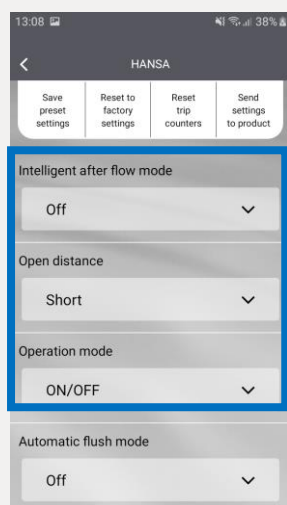 13:08 38%
HANSA
Save preset settings
Reset to factory settings
Reset trip counters
Send settings to product
Intelligent after flow mode
Off
Open distance
Short
Operation mode
ON/OFF
Automatic flush mode
Off